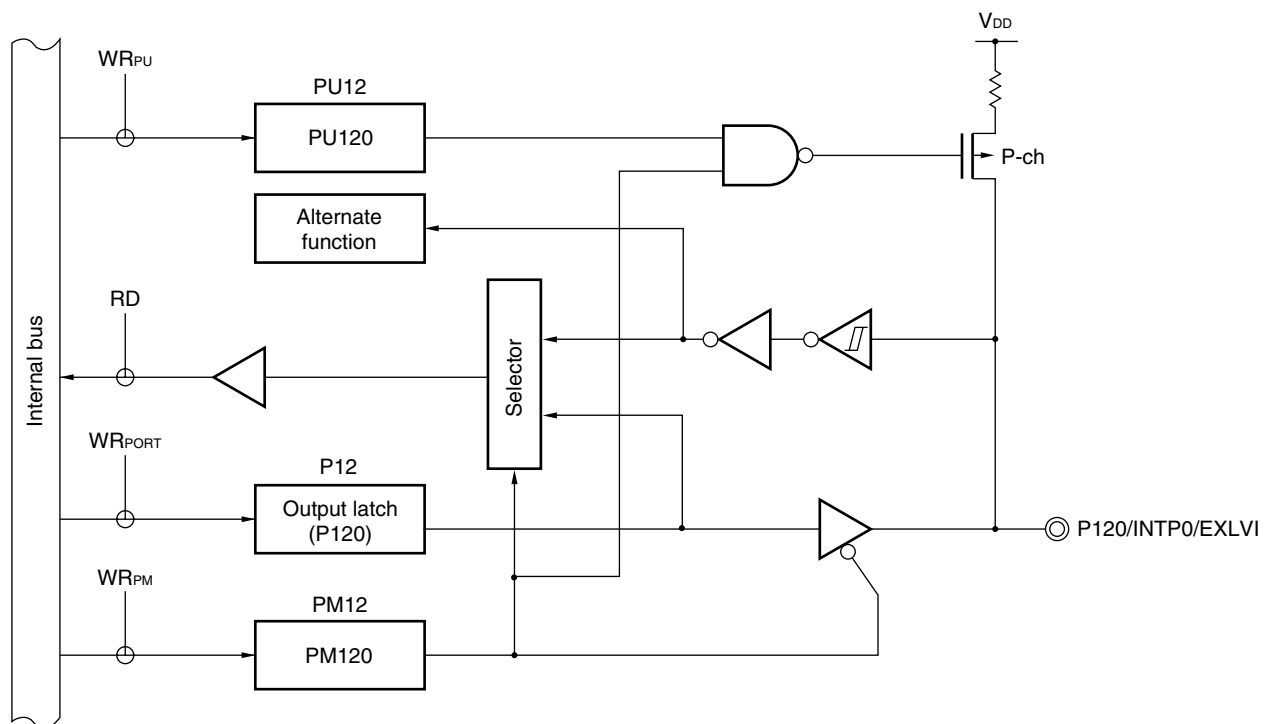 VDD
WRPU
PU12
PU120
P-ch
Alternate
function
RD
Internal bus
Selector
WRPORT
P12
Output latch
(P120)
P120/INTP0/EXLVI
WRPM
PM12
PM120